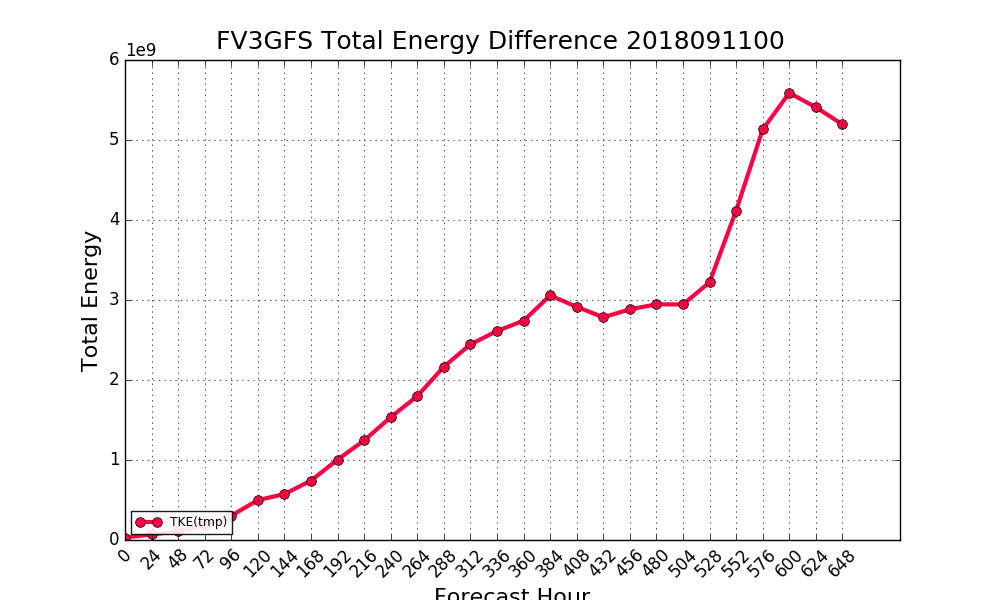 FV3GFS Total Energy Difference 2018091100
1e9
6
5
4
3
2
1
0
Total Energy
TKE(tmp)
0 24 48 72 96 120 144 168 192 216 240 264 288 312 336 360 384 408 432 456 480 504 528 552 576 600 624 648
Forecast Hour